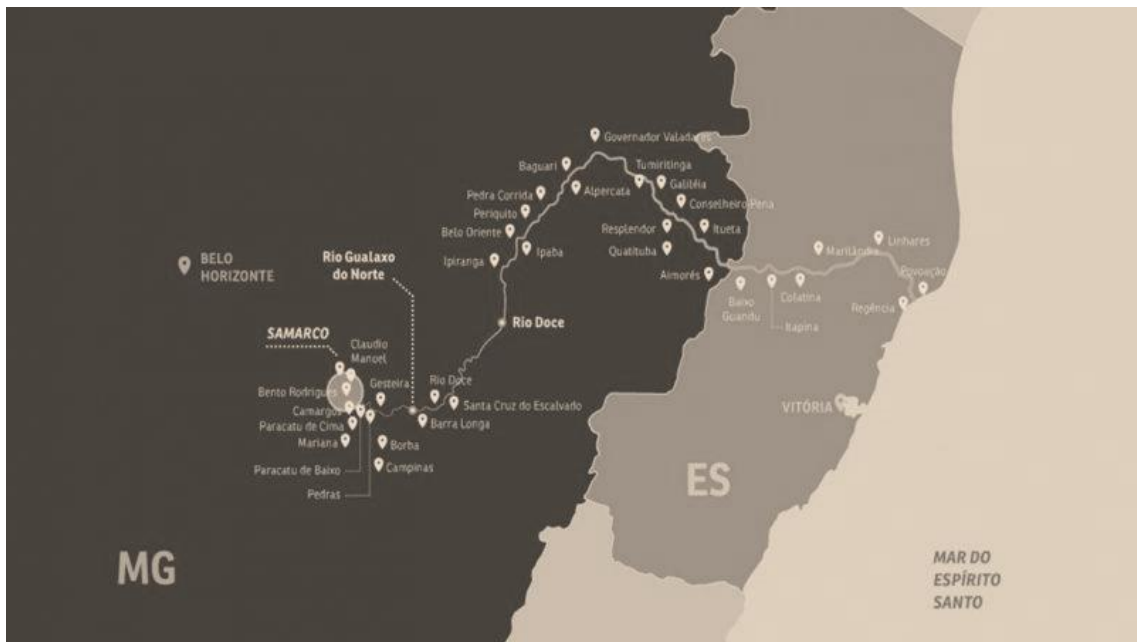 Governador Valadares
Baguari
Tumiritinga
Galiléia
Alpercata
Pedra Corrida
Conselheiro Pena
Periquito
Resplendor
Itueta
Belo Oriente
Quatituba
Ipaba
Ipiranga
Aimorés
Linhares
Marilândia
Povoação
Baixo
Guandu
Colatina
Regência
Itapina
BELO
HORIZONTE
Rio Gualaxo
do Norte
Rio Doce
SAMARCO
Claudio
Manoel
Gesteira
Rio Doce
Bento Rodrigues
Santa Cruz do Escalvado
Camargos
Barra Longa
Paracatu de Cima
Mariana
Borba
Campinas
Paracatu de Baixo
Pedras
VITÓRIA
ES
MG
MAR DO
ESPÍRITO
SANTO